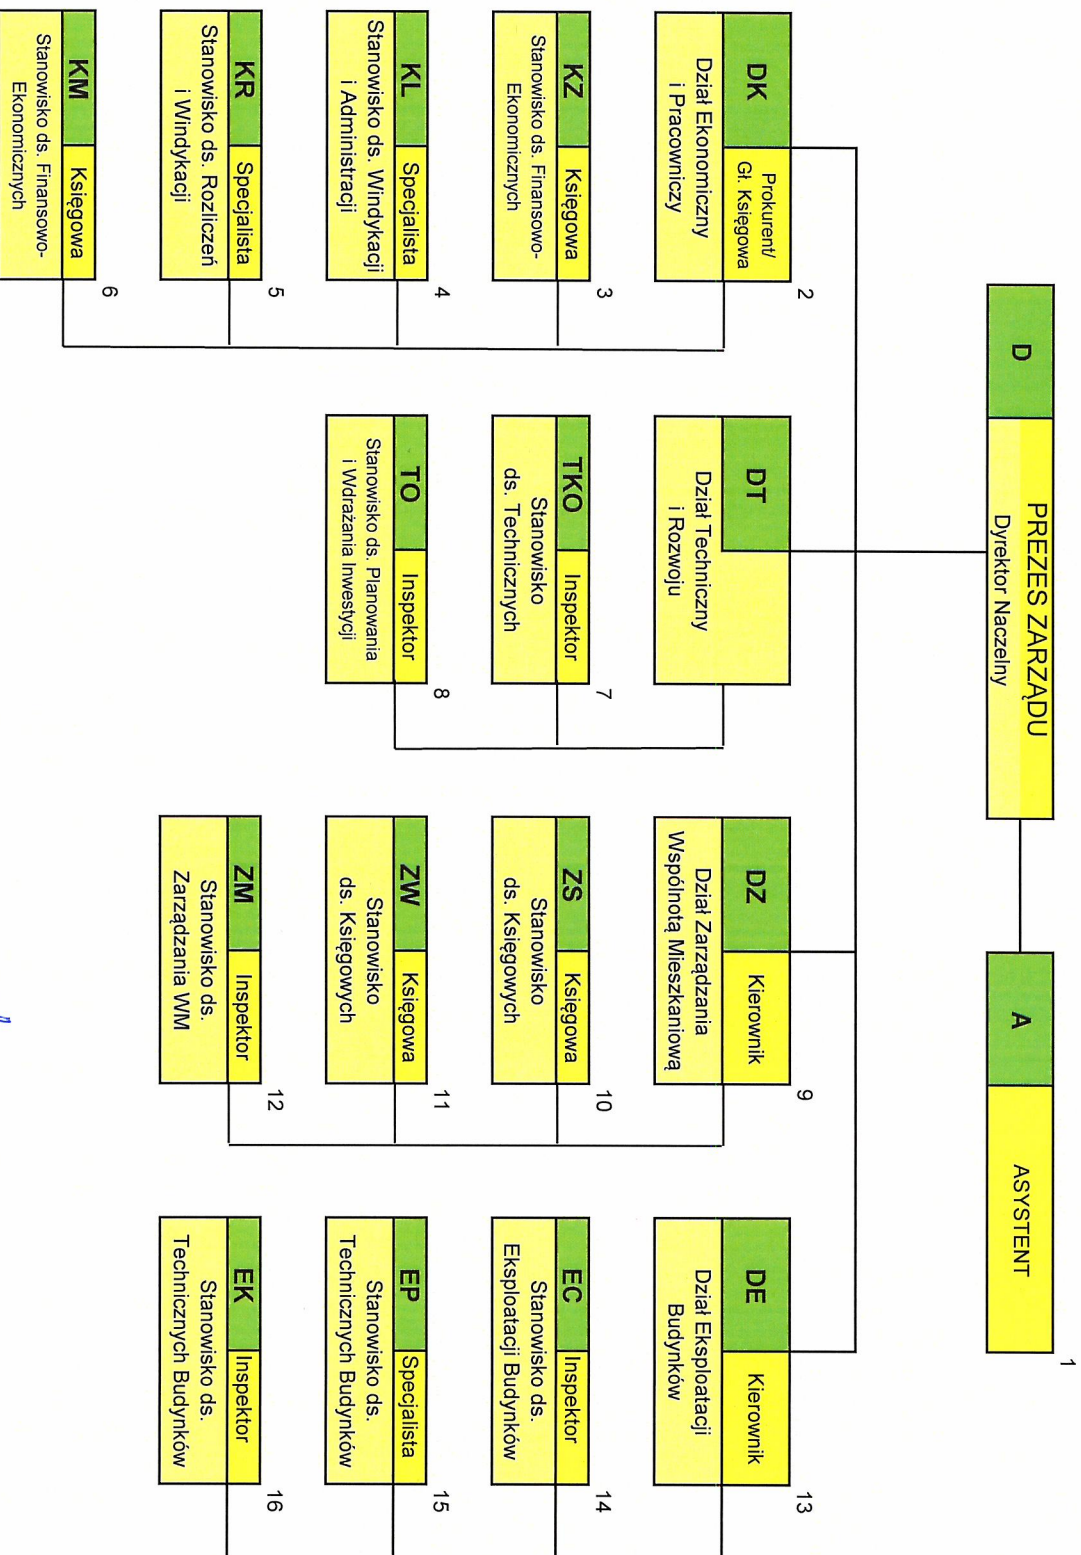 D
PREZES ZARZĄDU
Dyrektor Naczelny
A
ASYSTENT
1
DK
Prokurent/
Gł. Księgowa
Dział Ekonomiczny
i Pracowniczy
2
KZ
Księgowa
Stanowisko ds. Finansowo-
Ekonomicznych
3
KL
Specjalista
Stanowisko ds. Windykacji
i Administracji
4
KR
Specjalista
Stanowisko ds. Rozliczeń
i Windykacji
5
KM
Księgowa
Stanowisko ds. Finansowo-
Ekonomicznych
6
DT
Dział Techniczny
i Rozwoju
TKO
Inspektor
Stanowisko
ds. Technicznych
7
TO
Inspektor
Stanowisko ds. Planowania
i Wdrażania Inwestycji
8
DZ
Kierownik
Dział Zarządzania
Wspólnotą Mieszkaniową
9
ZS
Księgowa
Stanowisko
ds. Księgowych
10
ZW
Księgowa
Stanowisko
ds. Księgowych
11
ZM
Inspektor
Stanowisko ds.
Zarządzania WM
12
DE
Kierownik
Dział Eksploatacji
Budynków
13
EC
Inspektor
Stanowisko ds.
Eksploatacji Budynków
14
EP
Specjalista
Stanowisko ds.
Technicznych Budynków
15
EK
Inspektor
Stanowisko ds.
Technicznych Budynków
16